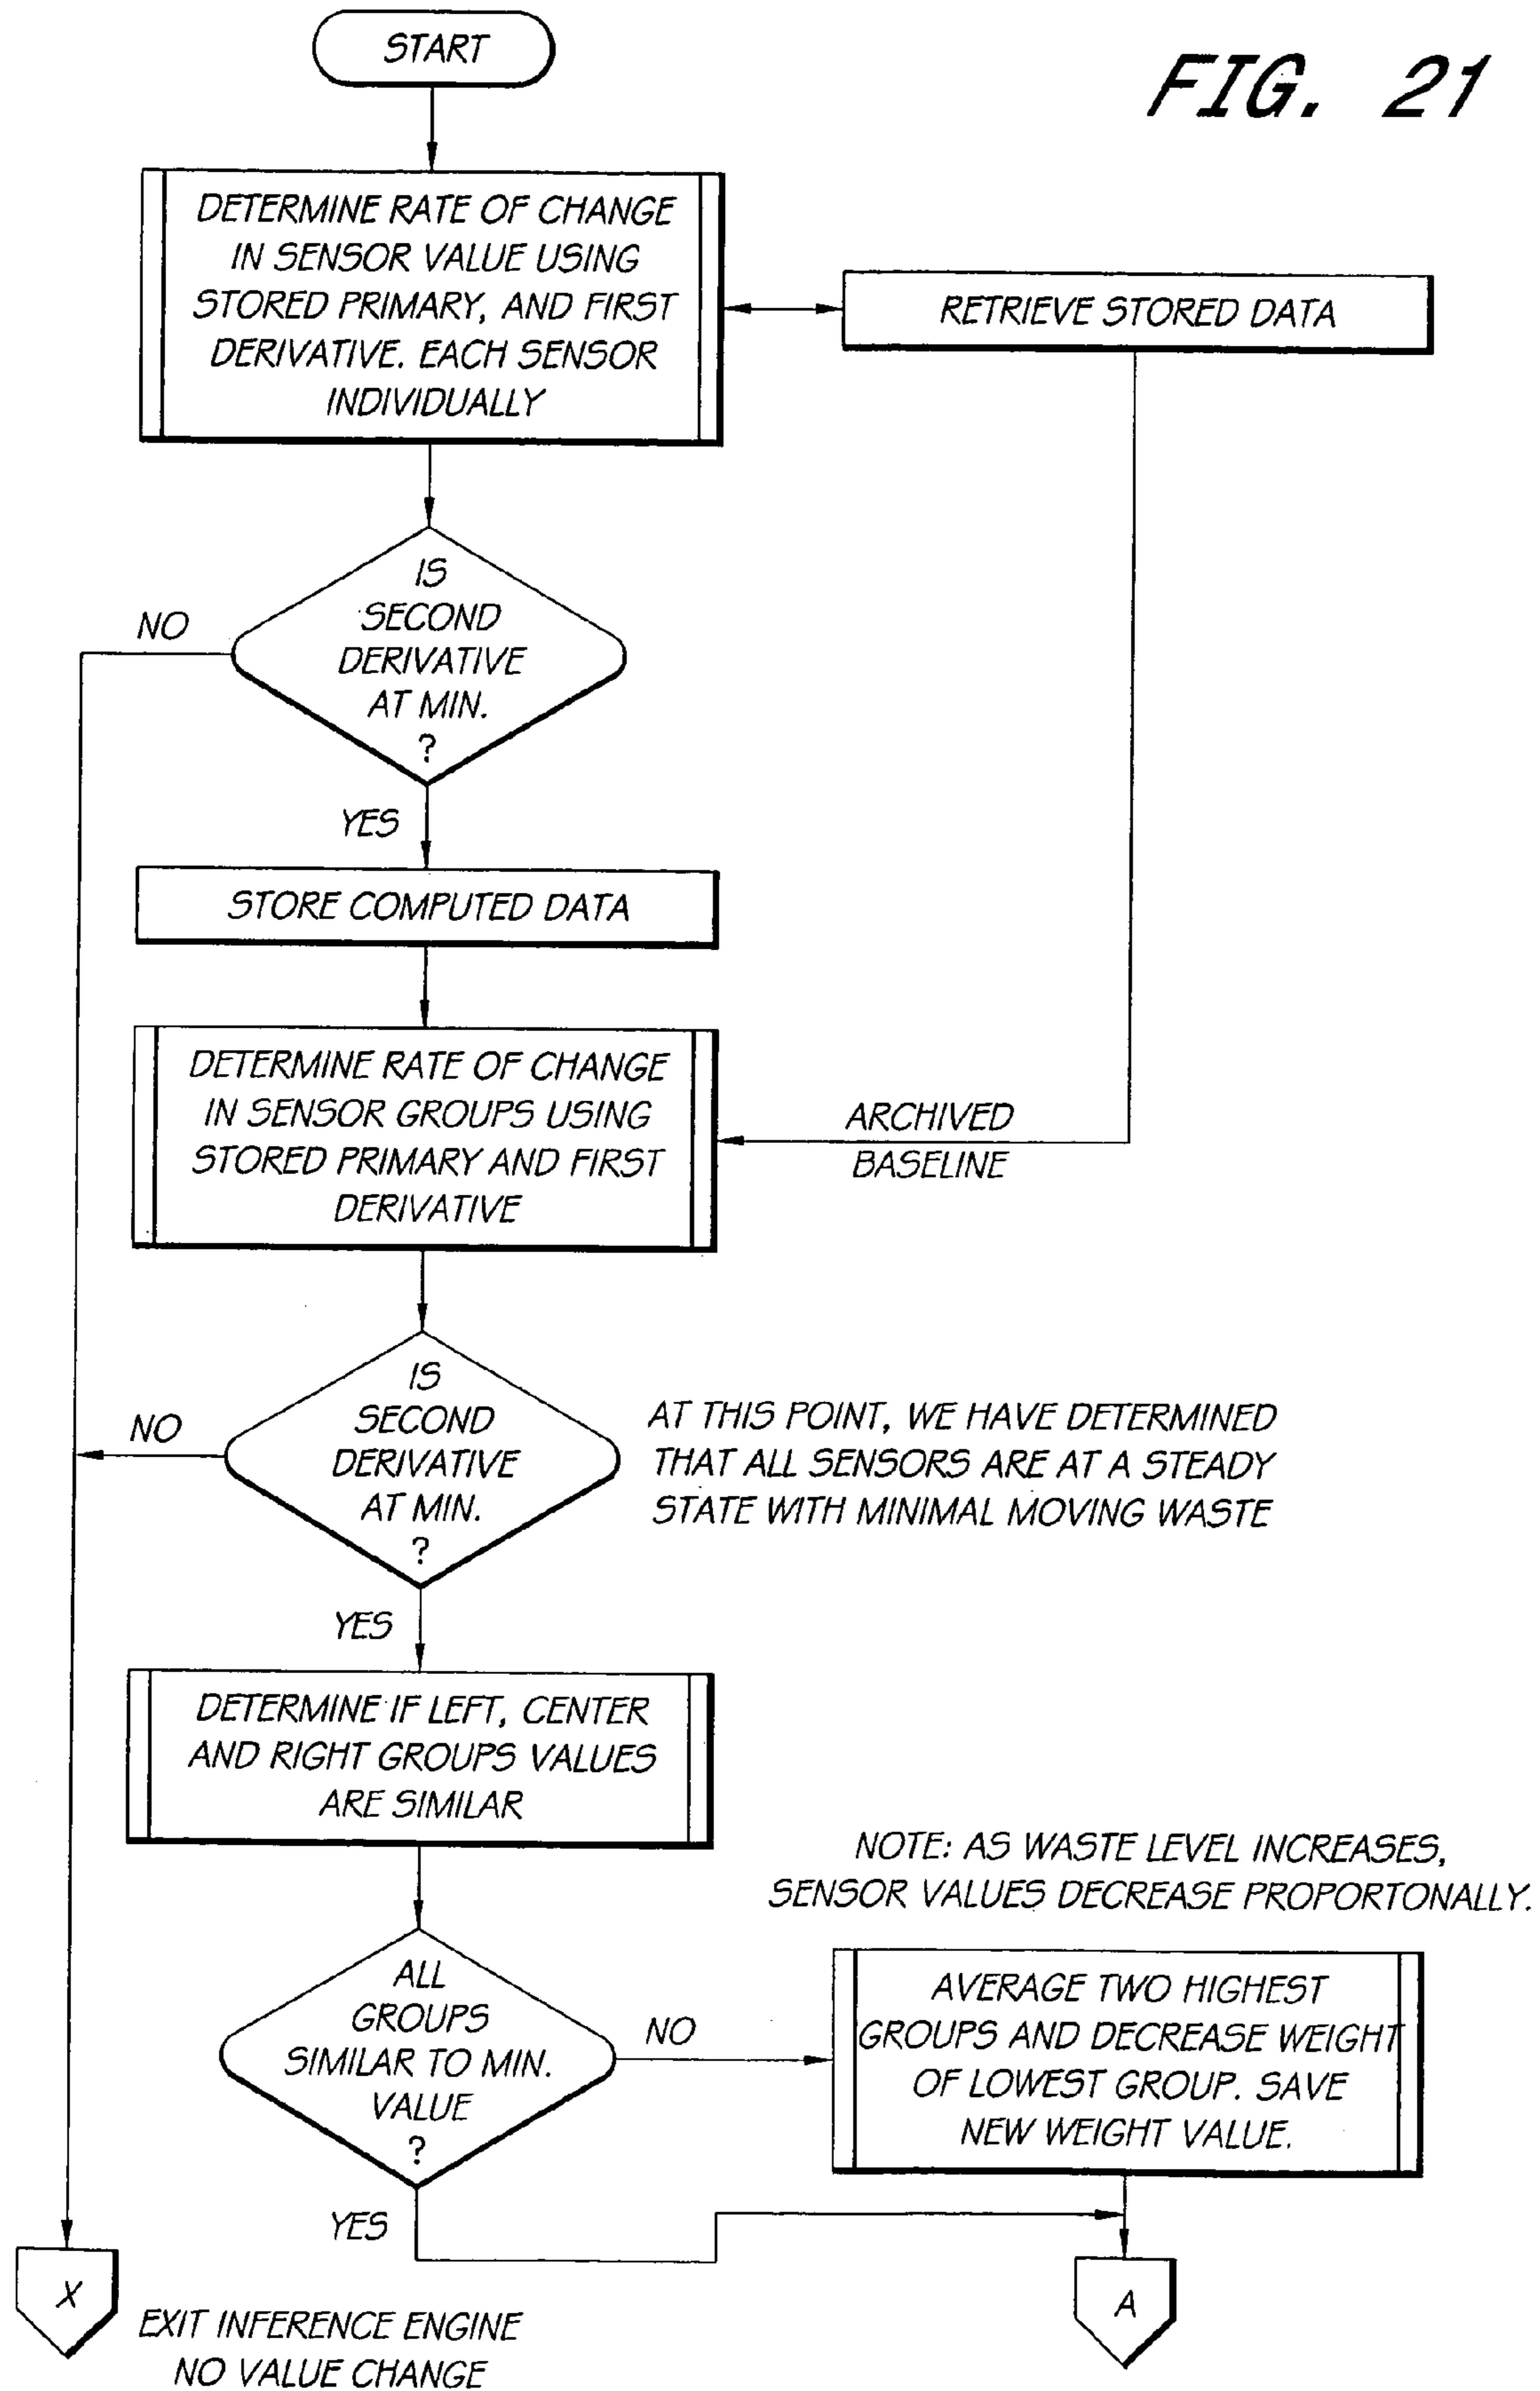 START
FIG. 21
DETERMINE RATE OF CHANGE
IN SENSOR VALUE USING
STORED PRIMARY, AND FIRST
DERIVATIVE. EACH SENSOR
INDIVIDUALLY
RETRIEVE STORED DATA
IS
SECOND
DERIVATIVE
AT MIN.
?
NO
YES
STORE COMPUTED DATA
DETERMINE RATE OF CHANGE
IN SENSOR GROUPS USING
STORED PRIMARY AND FIRST
DERIVATIVE
ARCHIVED
BASELINE
IS
SECOND
DERIVATIVE
AT MIN.
?
NO
AT THIS POINT, WE HAVE DETERMINED
THAT ALL SENSORS ARE AT A STEADY
STATE WITH MINIMAL MOVING WASTE
YES
DETERMINE IF LEFT, CENTER
AND RIGHT GROUPS VALUES
ARE SIMILAR
NOTE: AS WASTE LEVEL INCREASES,
SENSOR VALUES DECREASE PROPORTONALLY.
ALL
GROUPS
SIMILAR TO MIN.
VALUE
?
NO
AVERAGE TWO HIGHEST
GROUPS AND DECREASE WEIGHT
OF LOWEST GROUP. SAVE
NEW WEIGHT VALUE.
YES
X
EXIT INFERENCE ENGINE
NO VALUE CHANGE
A